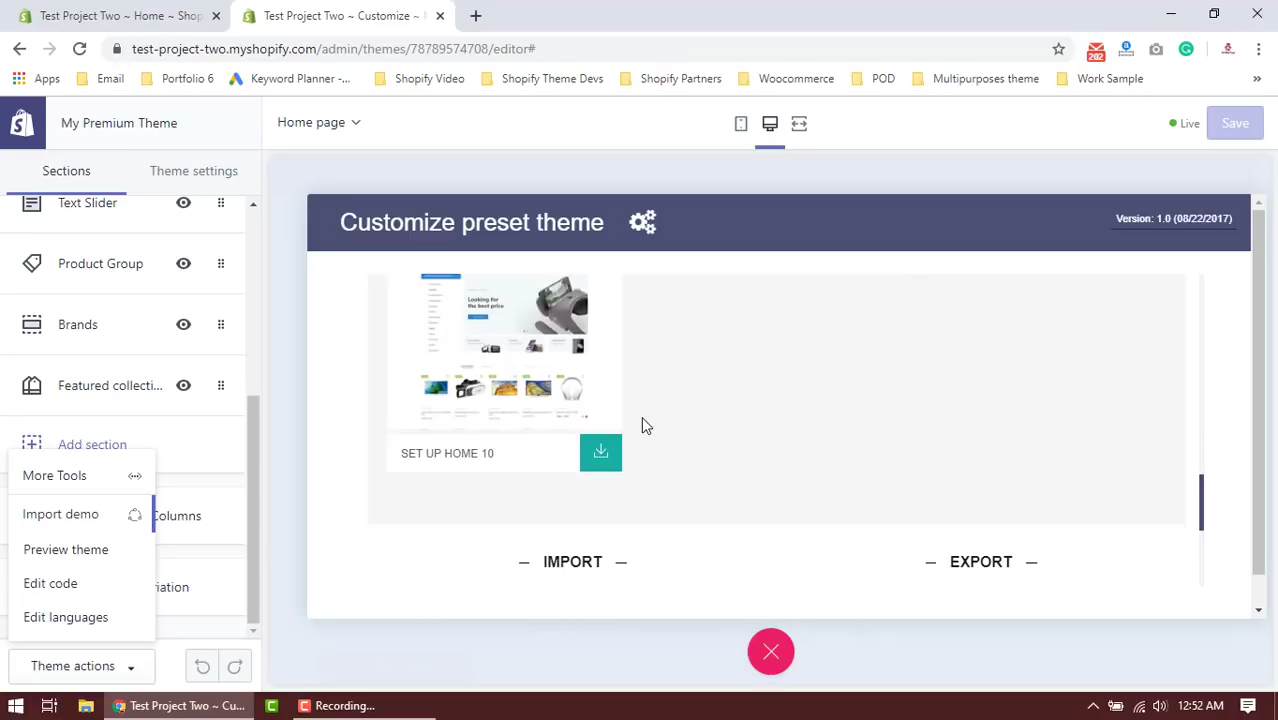 Test Project Two ~ Home ~ Shop
Test Project Two ~ Customize ~
test-project-two.myshopify.com/admin/themes/78789574708/editor#
202
Apps
Email
Portfolio 6
Keyword Planner -...
Shopify Video
Shopify Theme Devs
Shopify Partners
Woocommerce
POD
Multipurposes theme
Work Sample
»
My Premium Theme
Home page
Live
Save
Sections
Theme settings
Text Slider
Product Group
Brands
Featured collecti...
Add section
More Tools
Import demo
Columns
Preview theme
Edit code
Edit languages
Theme actions
Customize preset theme
Version: 1.0 (08/22/2017)
Looking for
the best price
SET UP HOME 10
— IMPORT —
— EXPORT —
Test Project Two ~ Cu...
Recording...
12:52 AM